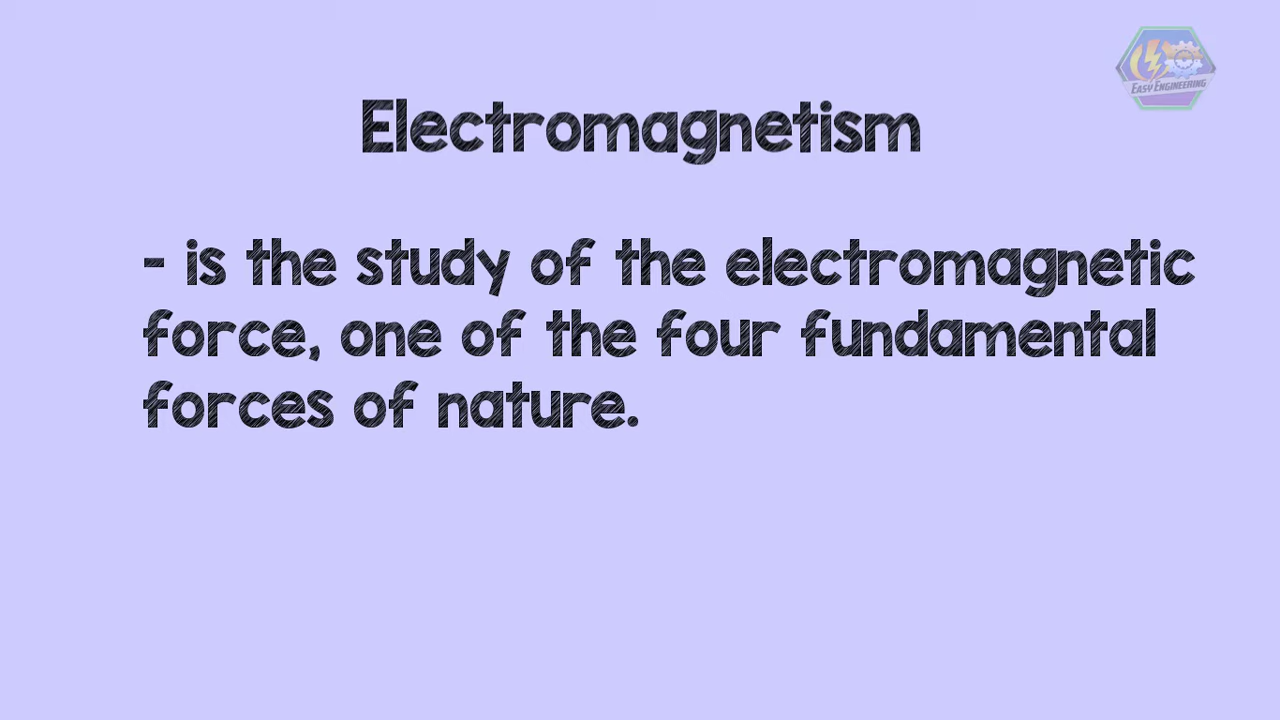 EASY ENGINEERING
Electromagnetism
- is the study of the electromagnetic
force, one of the four fundamental
forces of nature.